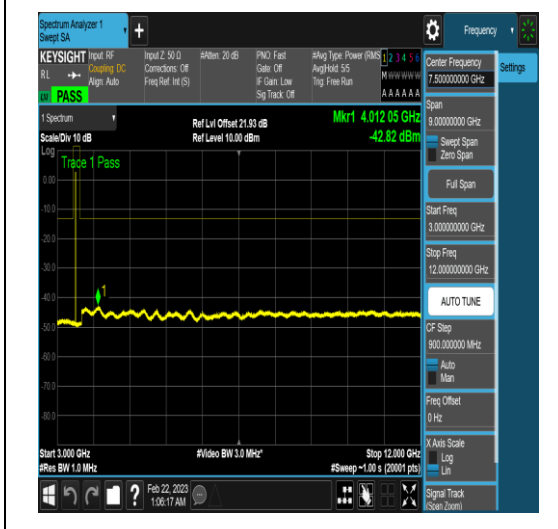 Spectrum Analyzer 1
Swept SA
Frequency
KEYSIGHT
RL
PASS
Input: RF
Coupling: DC
Align: Auto
Input Z: 50 Ω
Corrections: Off
Freq Ref: Int (S)
#Atten: 20 dB
PNO: Fast
Gate: Off
IF Gain: Low
Sig Track: Off
#Avg Type: Power (RMS
Avg|Hold: 5/5
Trig: Free Run
1 2 3 4 5 6
M W W W W W
A A A A A A
1 Spectrum
Scale/Div 10 dB
Ref Lvl Offset 21.93 dB
Ref Level 10.00 dBm
Mkr1 4.012 05 GHz
-42.82 dBm
Log
Trace 1 Pass
0.00
-10.0
-20.0
-30.0
-40.0
-50.0
-60.0
-70.0
-80.0
1
Start 3.000 GHz
#Res BW 1.0 MHz
#Video BW 3.0 MHz*
Stop 12.000 GHz
#Sweep ~1.00 s (20001 pts)
Feb 22, 2023
1:06:17 AM
Settings
Center Frequency
7.500000000 GHz
Span
9.00000000 GHz
Swept Span
Zero Span
Full Span
Start Freq
3.000000000 GHz
Stop Freq
12.000000000 GHz
AUTO TUNE
CF Step
900.000000 MHz
Auto
Man
Freq Offset
0 Hz
X Axis Scale
Log
Lin
Signal Track
(Span Zoom)